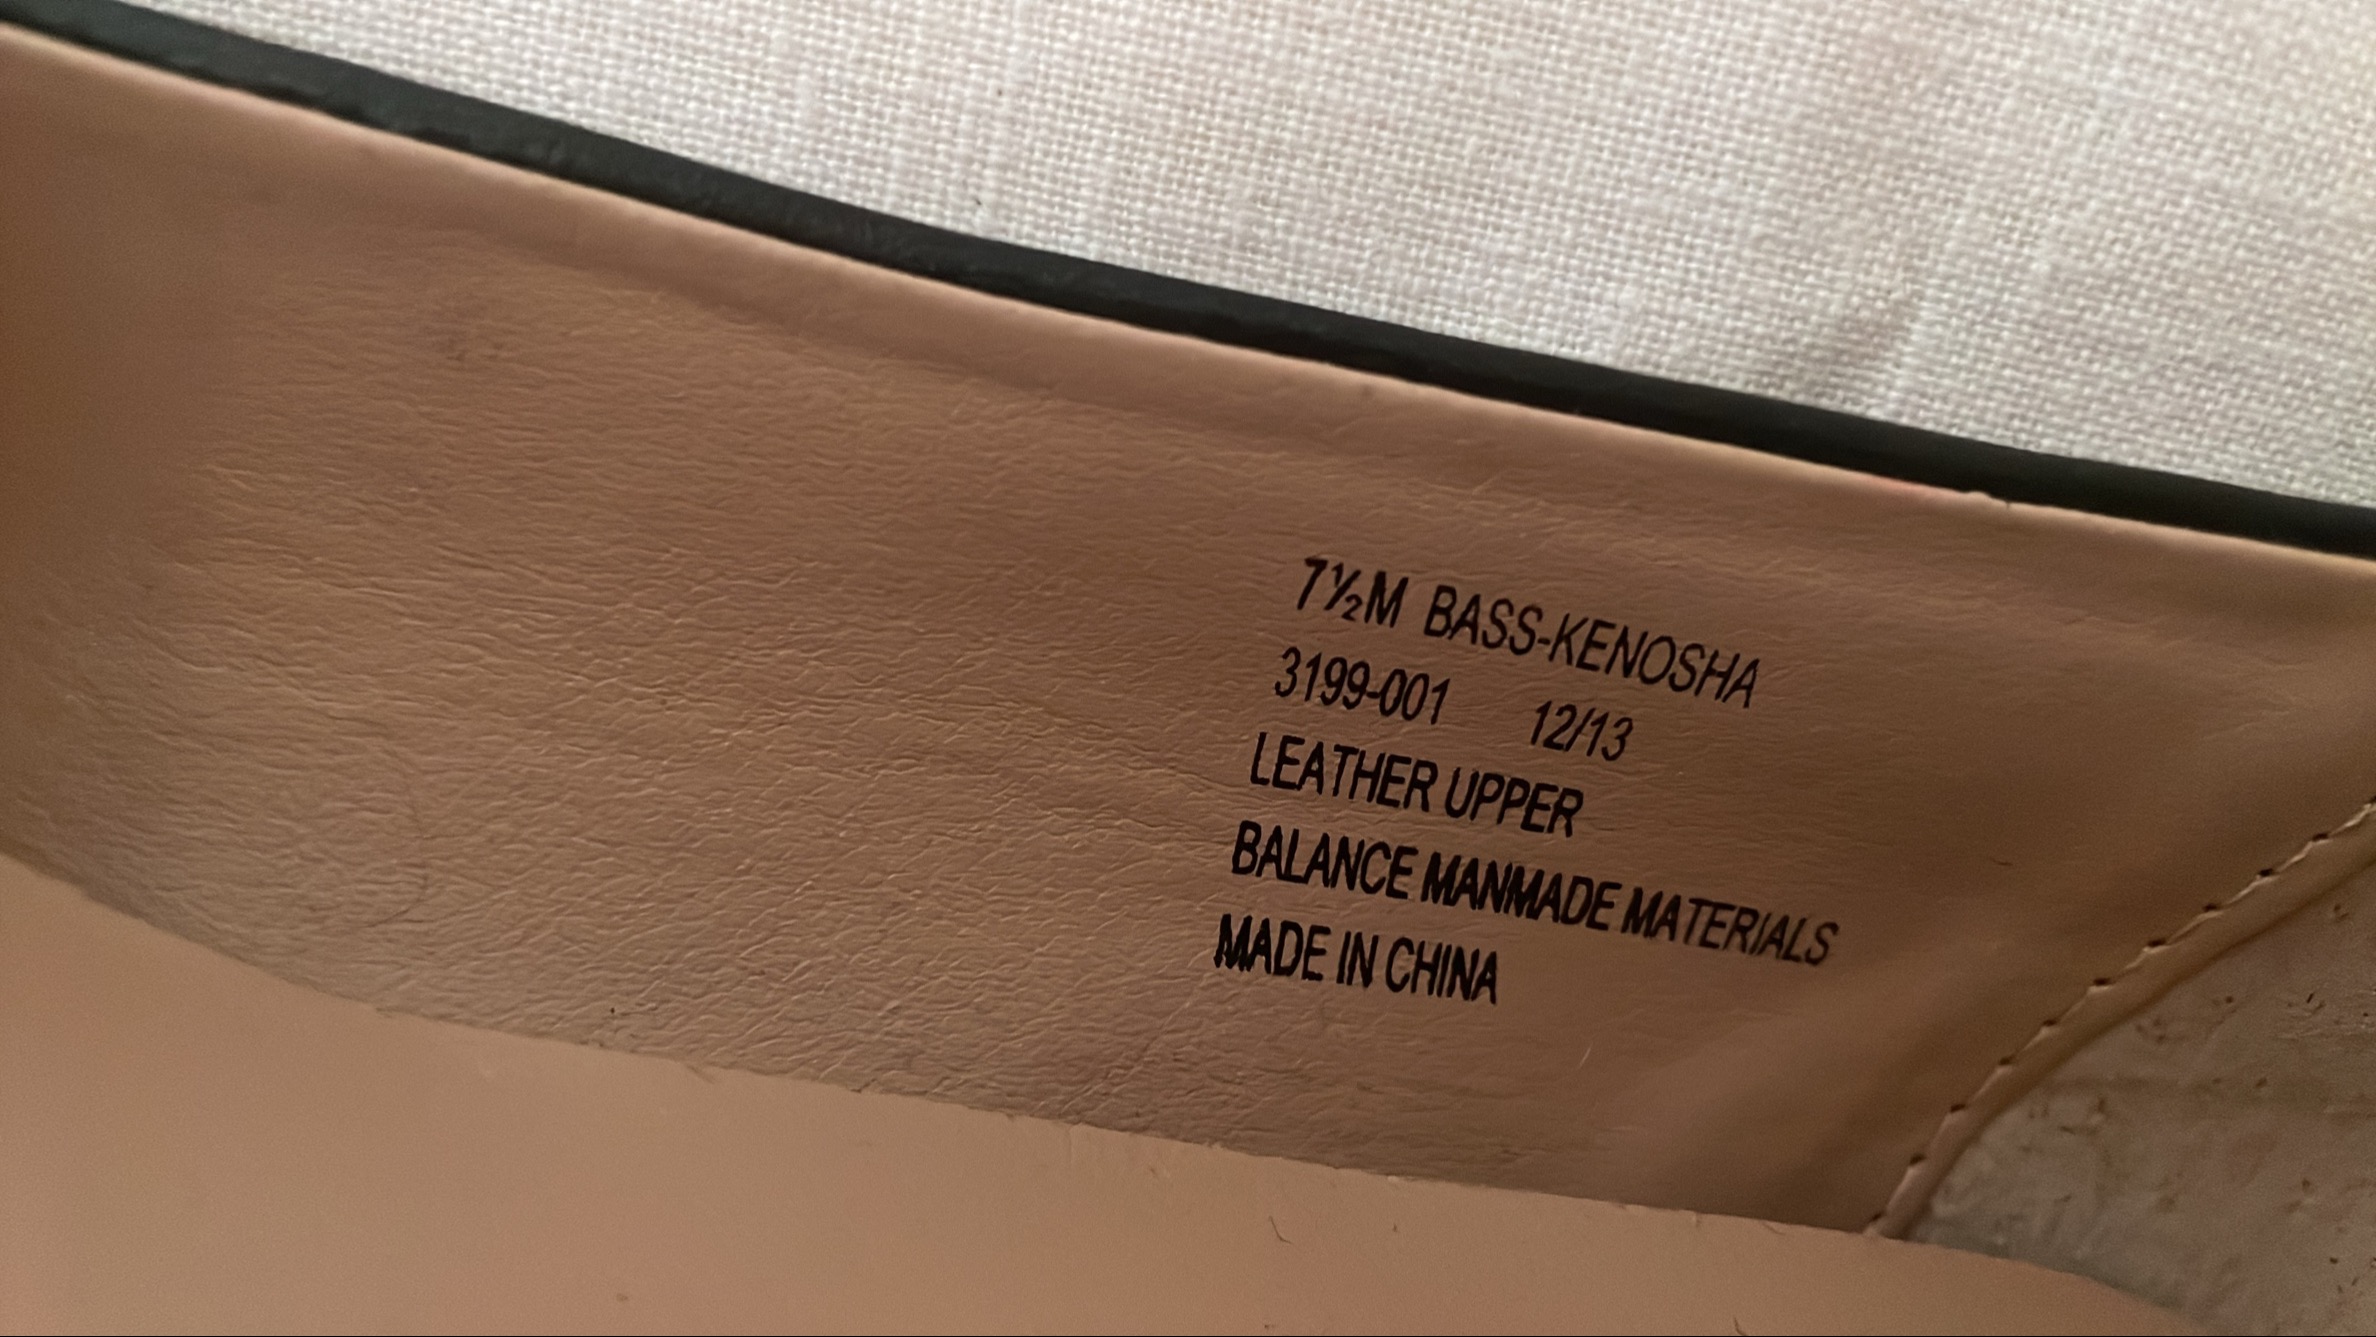 7½M BASS-KENOSHA
3199-001 12/13
LEATHER UPPER
BALANCE MANMADE MATERIALS
MADE IN CHINA